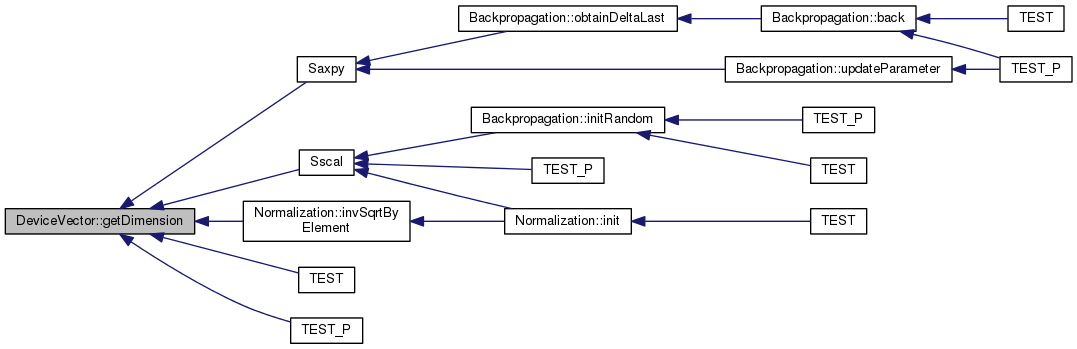 Backpropagation::obtainDeltaLast
Backpropagation::back
TEST
Saxpy
Backpropagation::updateParameter
TEST_P
Backpropagation::initRandom
TEST_P
Sscal
TEST_P
TEST
DeviceVector::getDimension
Normalization::invSqrtBy
Element
Normalization::init
TEST
TEST
TEST_P